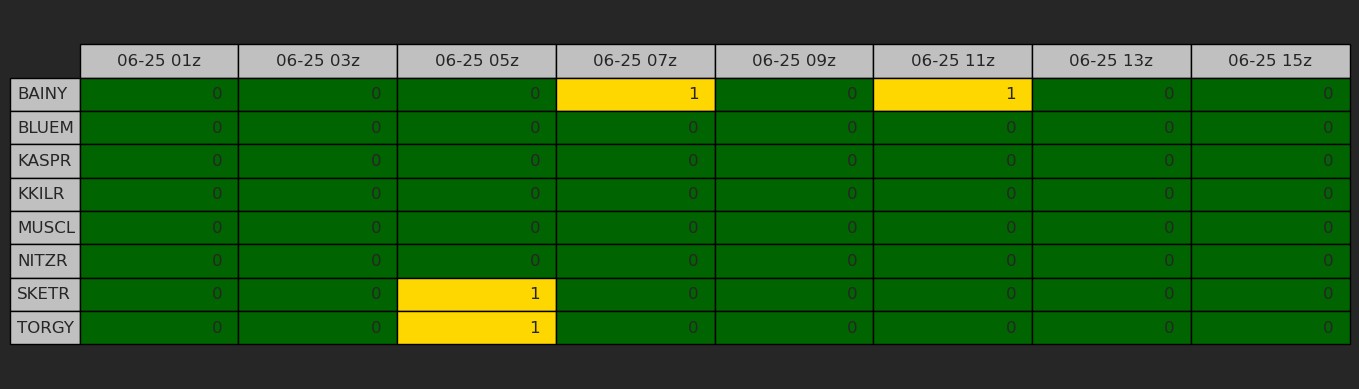 06-25 01z 06-25 03z 06-25 05z 06-25 07z 06-25 09z 06-25 11z 06-25 13z 06-25 15z
BAINY 0 0 0 1 0 1 0 0
BLUEM 0 0 0 0 0 0 0 0
KASPR 0 0 0 0 0 0 0 0
KKILR 0 0 0 0 0 0 0 0
MUSCL 0 0 0 0 0 0 0 0
NITZR 0 0 0 0 0 0 0 0
SKETR 0 0 1 0 0 0 0 0
TORGY 0 0 1 0 0 0 0 0